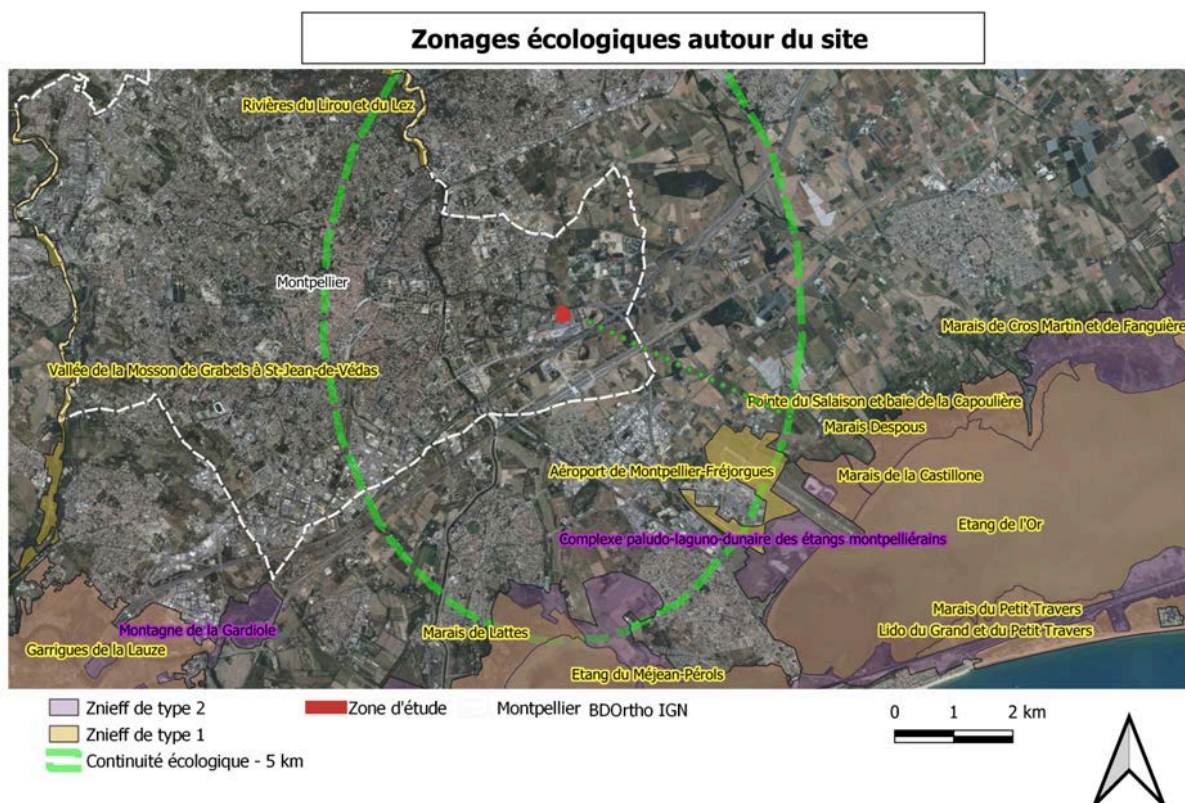 Zonages écologiques autour du site
Rivières du Lirou et du Lez
Montpellier
Marais de Cros Martin et de Fanguière
Vallée de la Mosson de Grabels à St-Jean-de-Védas
Pointe du Salaison et baie de la Capoulière
Marais Despous
Aéroport de Montpellier-Fréjorgues
Marais de la Castillone
Etang de l'Or
Complexe paludo-laguno-dunaire des étangs montpelliérains
Marais du Petit Travers
Montagne de la Gardiole
Marais de Lattes
Lido du Grand et du Petit Travers
Garrigues de la Lauze
Etang du Méjean-Pérols
Znieff de type 2
Zone d'étude
Montpellier
BDOrtho IGN
0 1 2 km
Znieff de type 1
Continuité écologique - 5 km